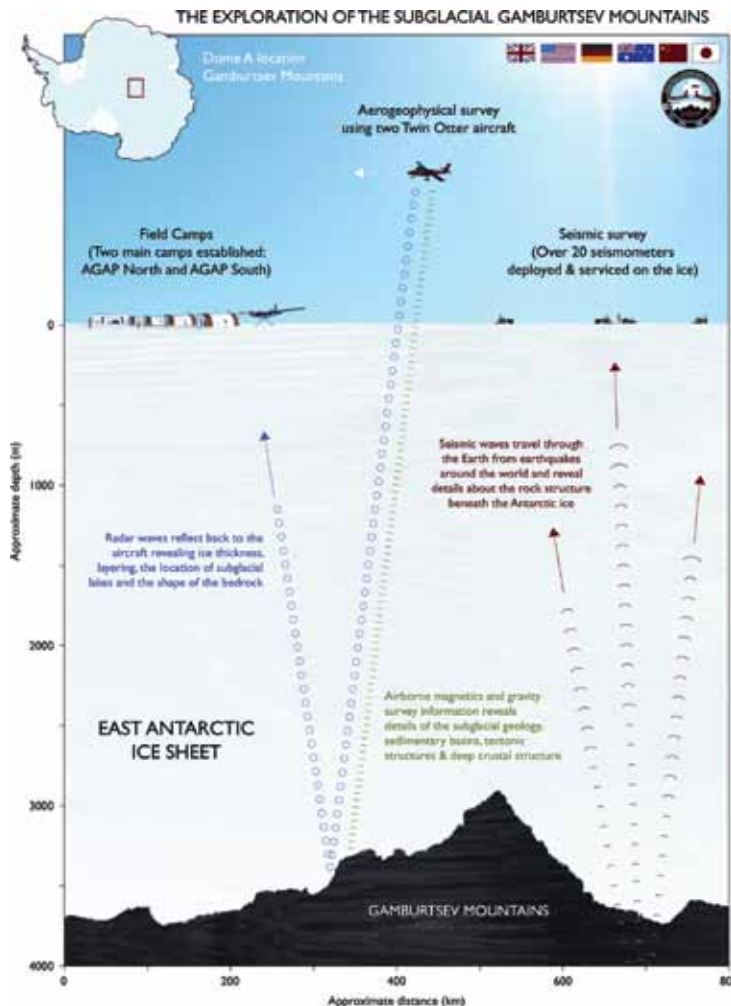 THE EXPLORATION OF THE SUBGLACIAL GAMBURTSEV MOUNTAINS
Dome A location
Gamburtsev Mountains
Aerogeophysical survey
using two Twin Otter aircraft
Field Camps
(Two main camps established:
AGAP North and AGAP South)
Seismic survey
(Over 20 seismometers
deployed & serviced on the ice)
0
Seismic waves travel through
the Earth from earthquakes
around the world and reveal
details about the rock structure
beneath the Antarctic ice
1000
Approximate depth (m)
Radar waves reflect back to the
aircraft revealing ice thickness,
layering, the location of subglacial
lakes and the shape of the bedrock
2000
Airborne magnetics and gravity
survey information reveals
details of the subglacial geology,
sedimentary basins, tectonic
structures & deep crustal structure
EAST ANTARCTIC
ICE SHEET
3000
GAMBURTSEV MOUNTAINS
4000
0 200 400 600 800
Approximate distance (km)